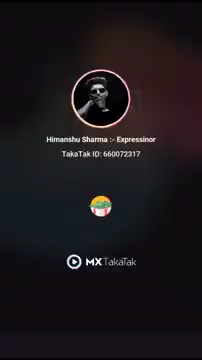 Himanshu Sharma :- Expressinor
TakaTak ID: 660072317
MX TakaTak